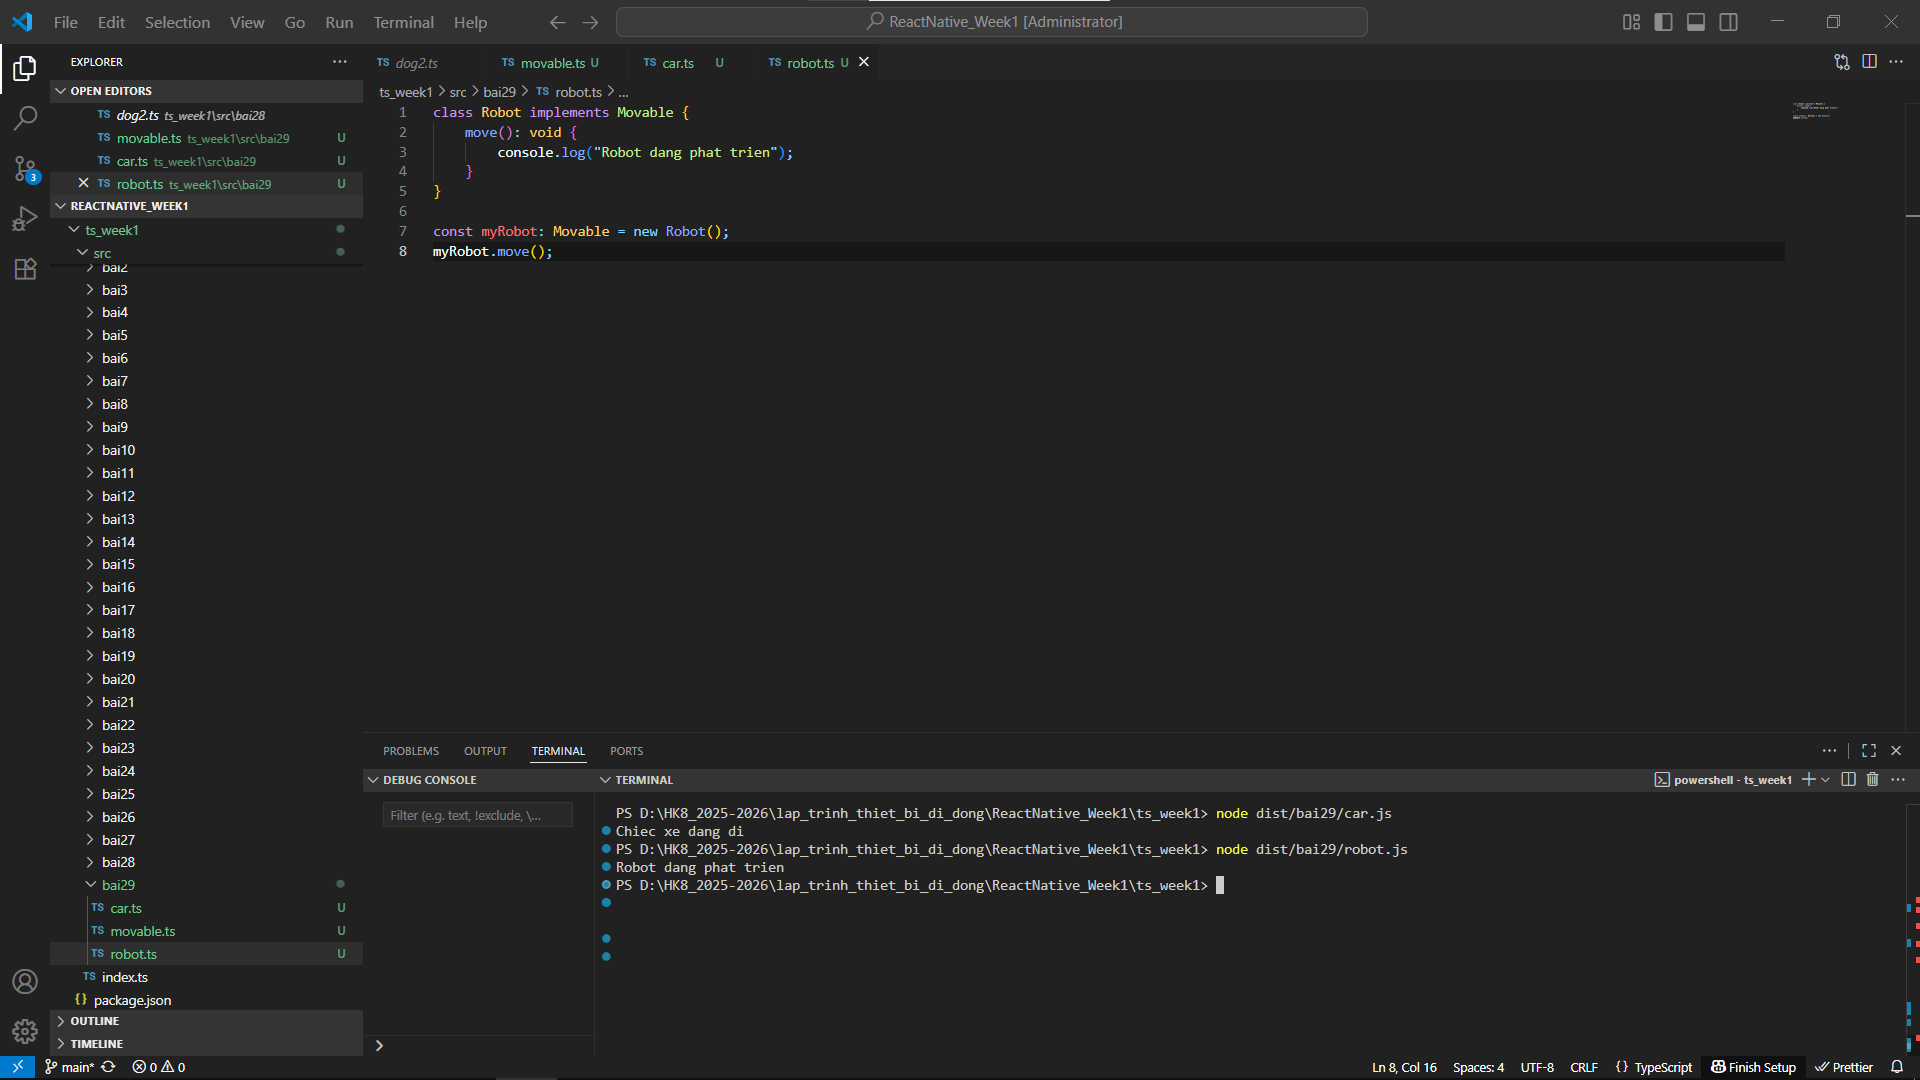 File Edit Selection View Go Run Terminal Help
ReactNative_Week1 [Administrator]
EXPLORER
OPEN EDITORS
TS dog2.ts ts_week1\src\bai28
TS movable.ts ts_week1\src\bai29 U
TS car.ts ts_week1\src\bai29 U
TS robot.ts ts_week1\src\bai29 U
REACTNATIVE_WEEK1
ts_week1
src
bai2
bai3
bai4
bai5
bai6
bai7
bai8
bai9
bai10
bai11
bai12
bai13
bai14
bai15
bai16
bai17
bai18
bai19
bai20
bai21
bai22
bai23
bai24
bai25
bai26
bai27
bai28
bai29
TS car.ts U
TS movable.ts U
TS robot.ts U
TS index.ts
{} package.json
OUTLINE
TIMELINE
3
TS dog2.ts TS movable.ts U TS car.ts U TS robot.ts U
ts_week1 > src > bai29 > TS robot.ts > ...
1 class Robot implements Movable {
2 move(): void {
3 console.log("Robot dang phat trien");
4 }
5 }
6
7 const myRobot: Movable = new Robot();
8 myRobot.move();
PROBLEMS OUTPUT TERMINAL PORTS
DEBUG CONSOLE
Filter (e.g. text, !exclude, \...
TERMINAL
powershell - ts_week1
PS D:\HK8_2025-2026\lap_trinh_thiet_bi_di_dong\ReactNative_Week1\ts_week1> node dist/bai29/car.js
Chiec xe dang di
PS D:\HK8_2025-2026\lap_trinh_thiet_bi_di_dong\ReactNative_Week1\ts_week1> node dist/bai29/robot.js
Robot dang phat trien
PS D:\HK8_2025-2026\lap_trinh_thiet_bi_di_dong\ReactNative_Week1\ts_week1>
main* 0 0
Ln 8, Col 16 Spaces: 4 UTF-8 CRLF {} TypeScript Finish Setup Prettier